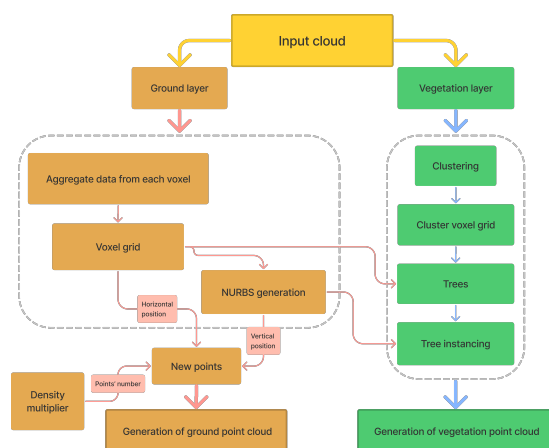 Input cloud
Ground layer
Vegetation layer
Aggregate data from each voxel
Clustering
Voxel grid
Cluster voxel grid
NURBS generation
Trees
Horizontal
position
Vertical
position
Tree instancing
New points
Points' number
Density
multiplier
Generation of ground point cloud
Generation of vegetation point cloud